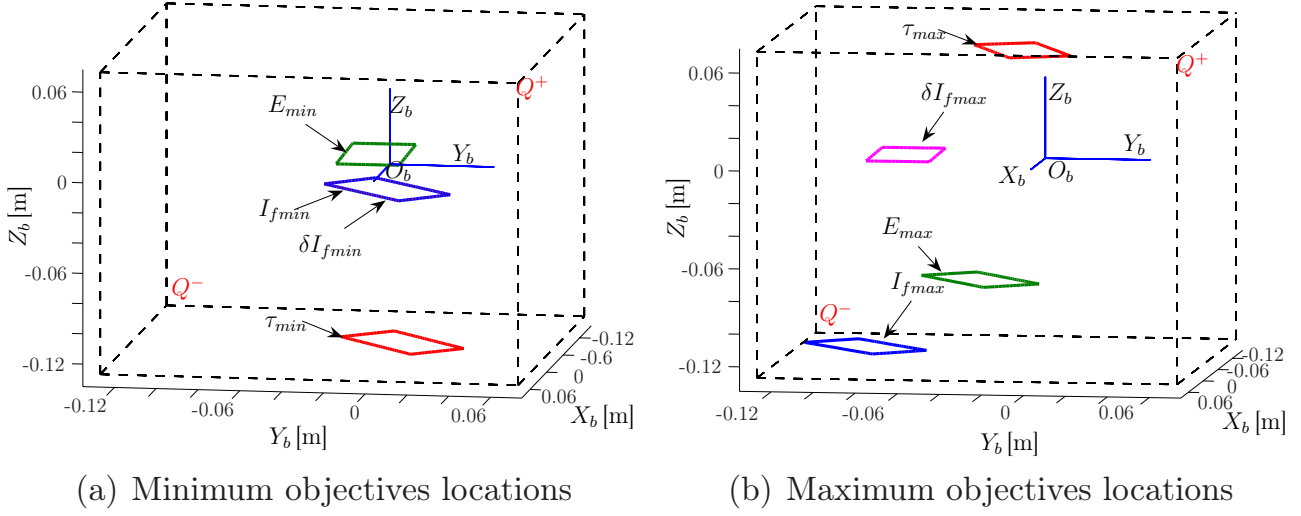 Q⁺
E_min
Z_b
0.06
Y_b
O_b
0
I_fmin
δI_fmin
Z_b [m]
-0.06
Q⁻
τ_min
-0.12
-0.12
-0.6
0
0.06
-0.12
-0.06
0
0.06
X_b [m]
Y_b [m]
(a) Minimum objectives locations
τ_max
Q⁺
0.06
δI_fmax
Z_b
Y_b
X_b
O_b
0
Z_b [m]
E_max
-0.06
I_fmax
Q⁻
-0.12
-0.12
0
0.06
-0.12
-0.06
0
0.06
X_b [m]
Y_b [m]
(b) Maximum objectives locations